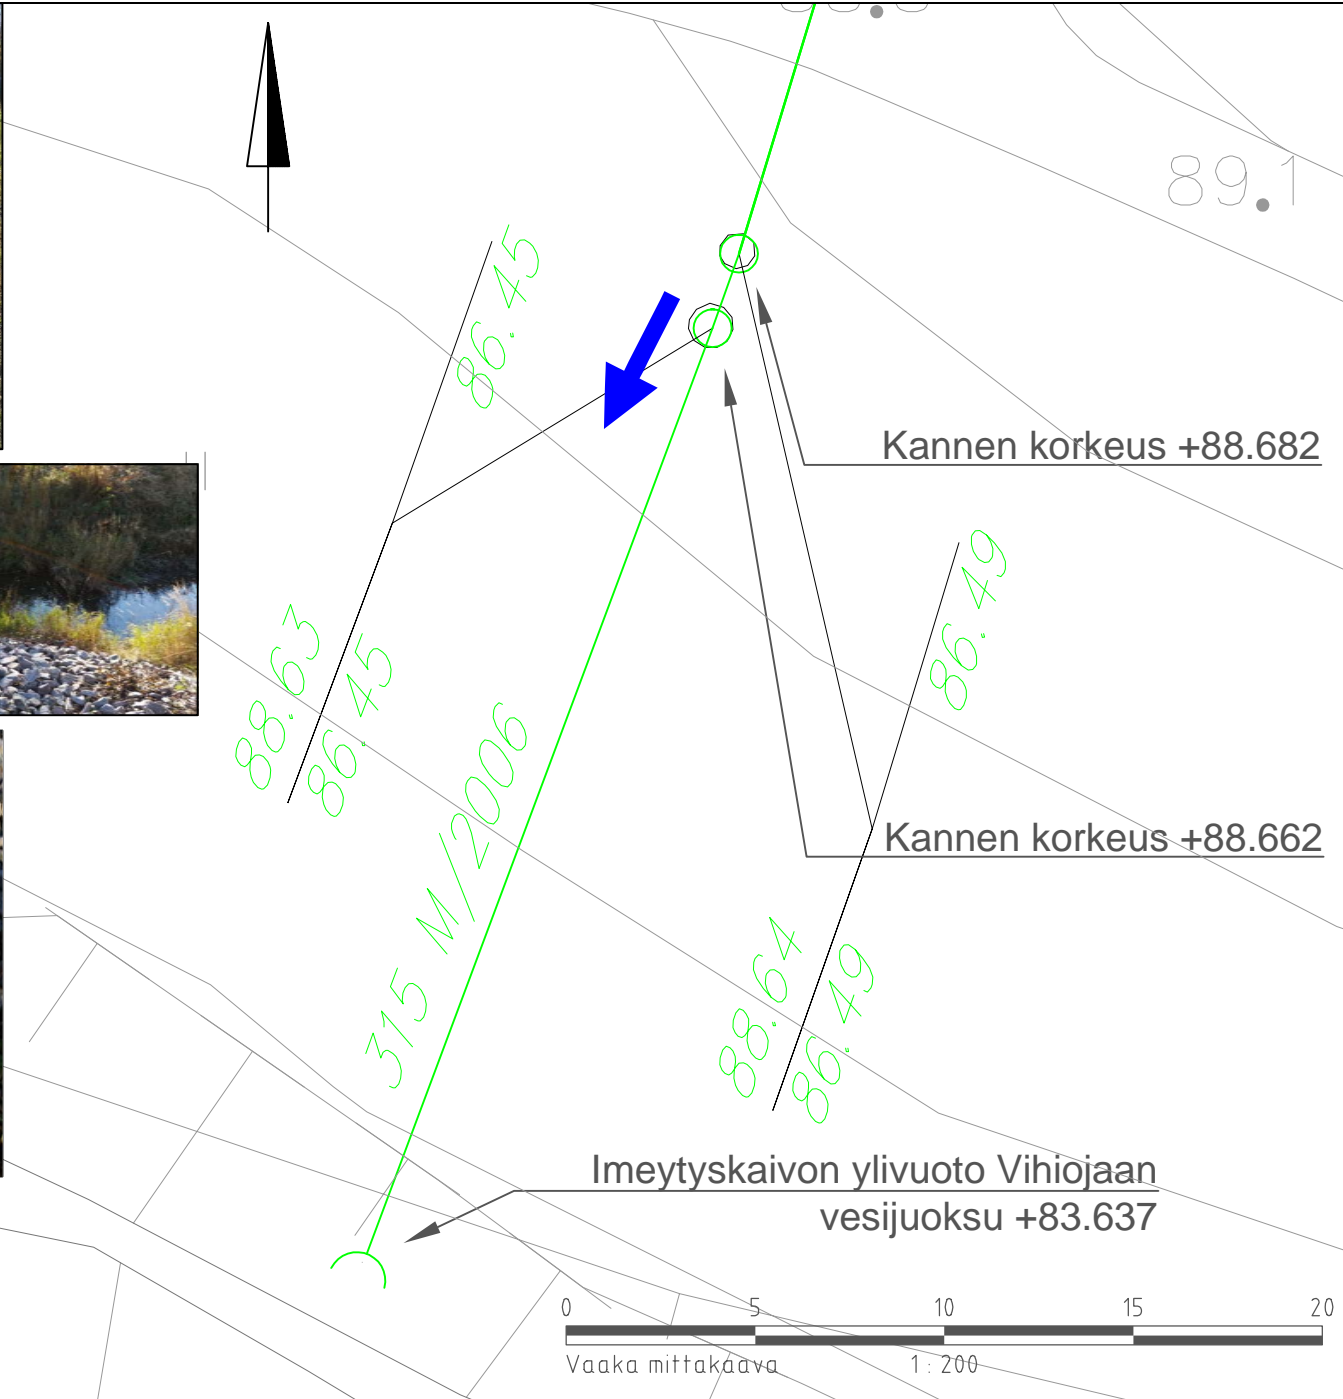 89.1
86.45
Kannen korkeus +88.682
86.49
88.63
86.45
315 M/2006
Kannen korkeus +88.662
88.64
86.49
Imeytyskaivon ylivuoto Vihiojaan
vesijuoksu +83.637
0 5 10 15 20
Vaaka mittakaava 1:200